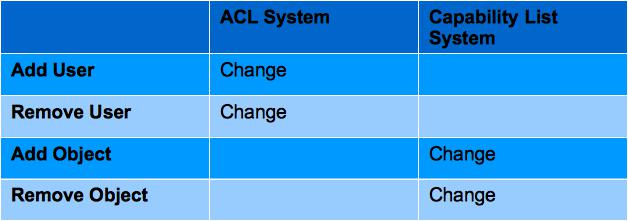 ACL System Capability List
System
Add User Change
Remove User Change
Add Object Change
Remove Object Change